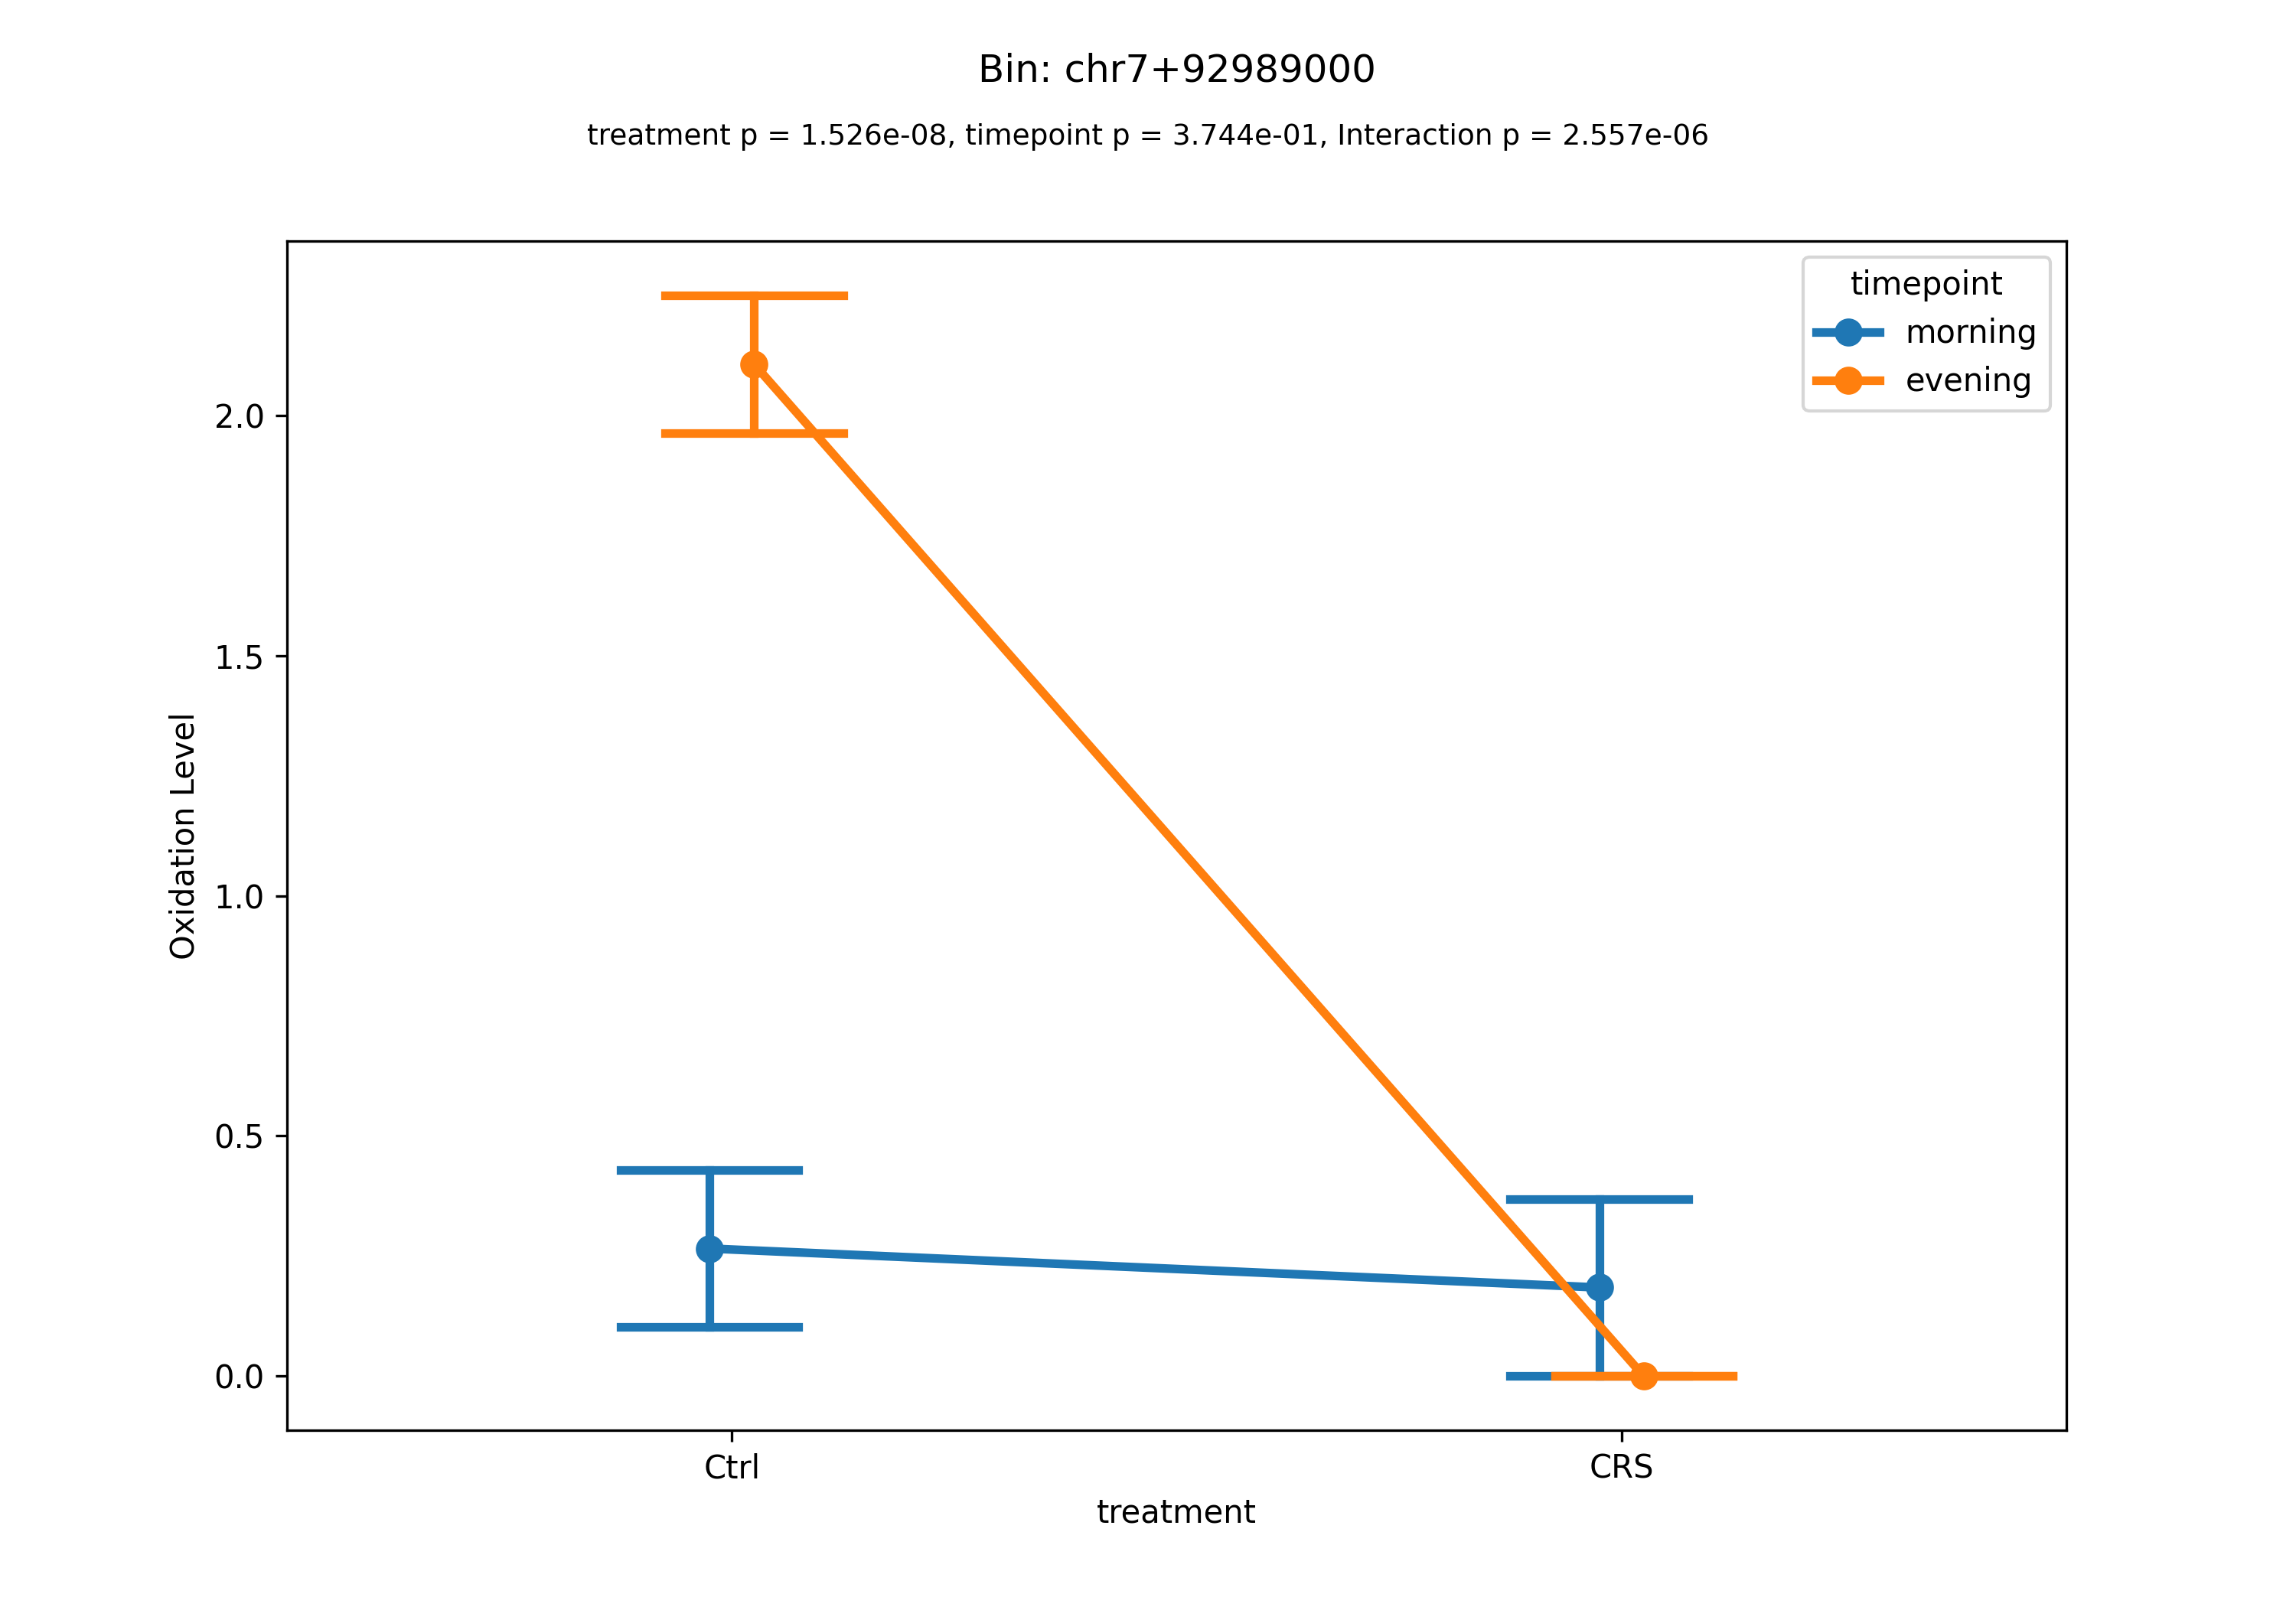 Bin: chr7+92989000
treatment p = 1.526e-08, timepoint p = 3.744e-01, Interaction p = 2.557e-06
timepoint
morning
evening
2.0
1.5
1.0
0.5
0.0
Oxidation Level
Ctrl
CRS
treatment